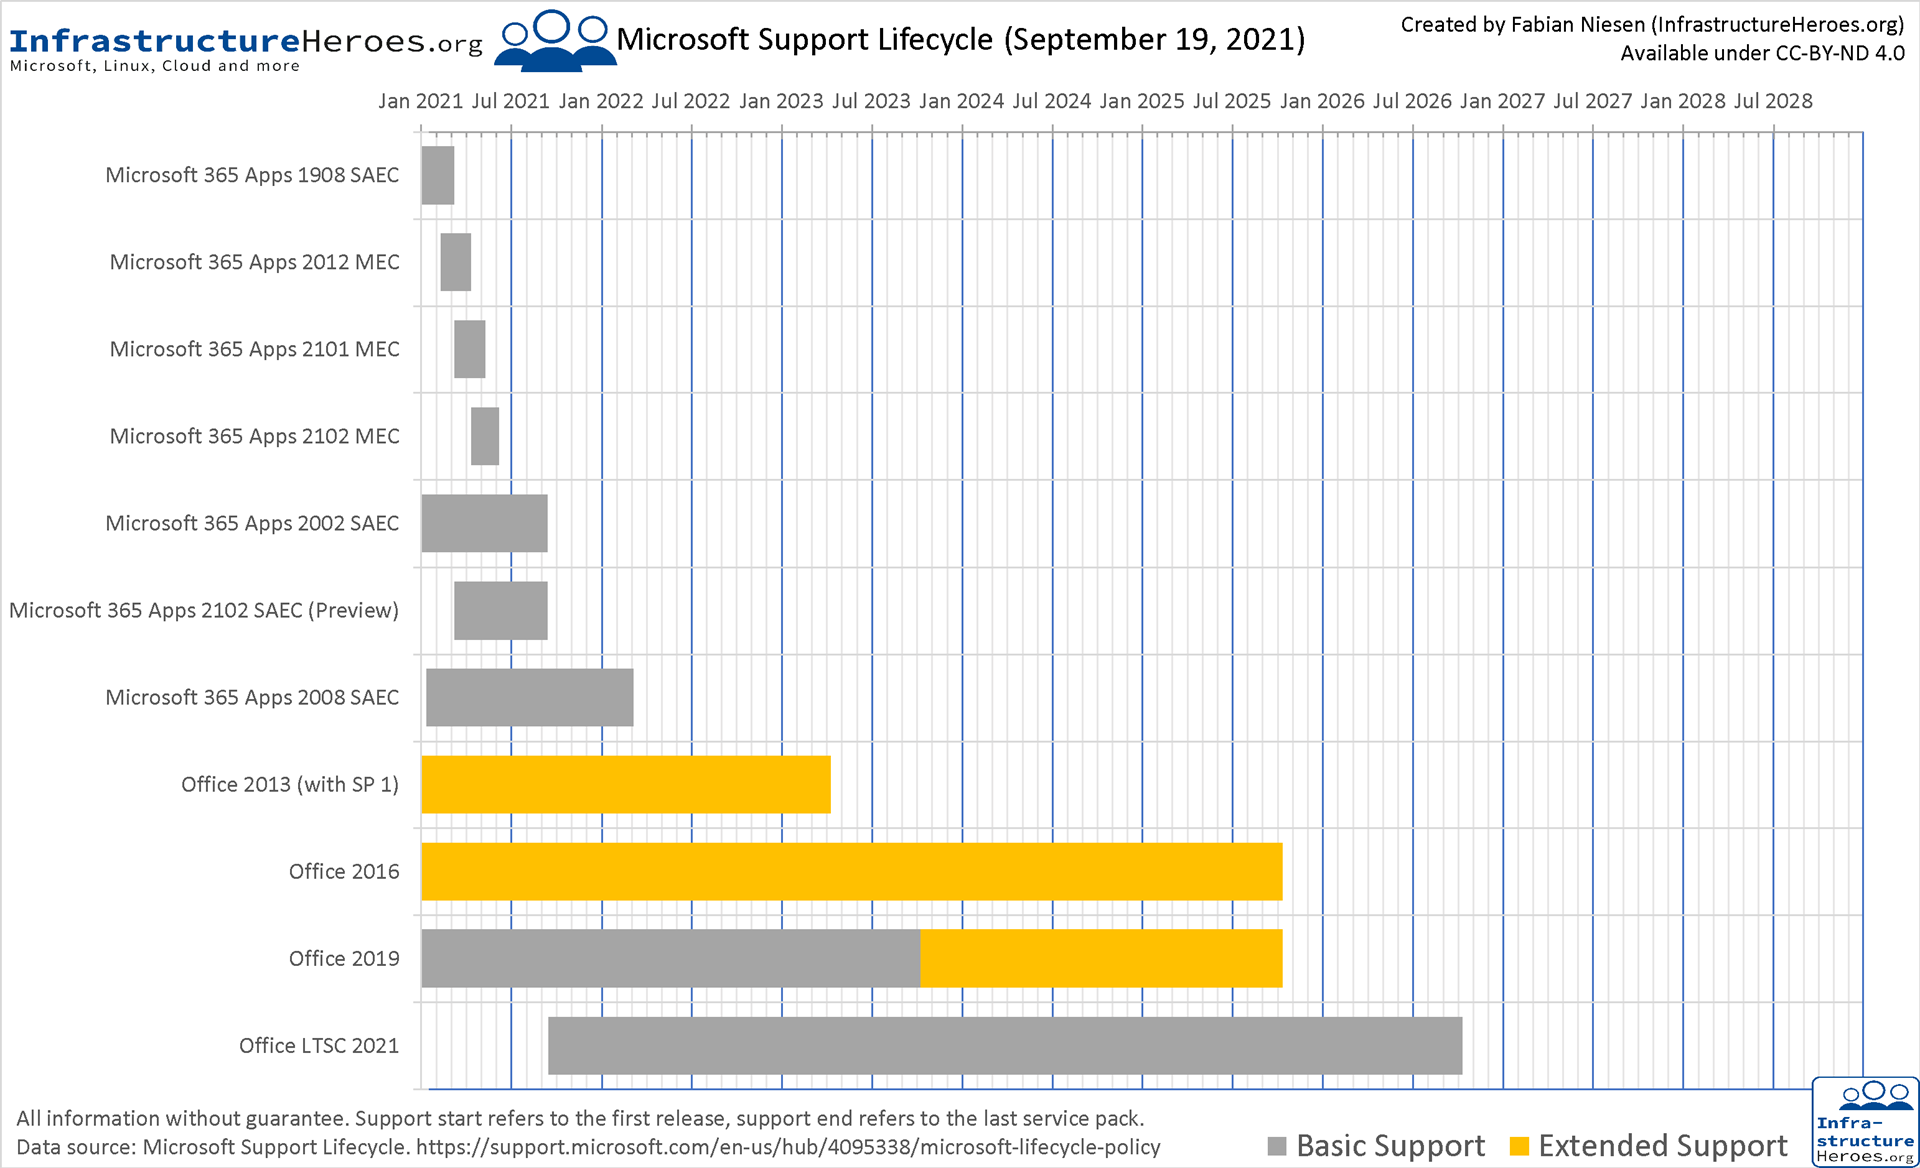 InfrastructureHeroes.org
Microsoft, Linux, Cloud and more
Microsoft Support Lifecycle (September 19, 2021)
Created by Fabian Niesen (InfrastructureHeroes.org)
Available under CC-BY-ND 4.0
Jan 2021 Jul 2021 Jan 2022 Jul 2022 Jan 2023 Jul 2023 Jan 2024 Jul 2024 Jan 2025 Jul 2025 Jan 2026 Jul 2026 Jan 2027 Jul 2027 Jan 2028 Jul 2028
Microsoft 365 Apps 1908 SAEC
Microsoft 365 Apps 2012 MEC
Microsoft 365 Apps 2101 MEC
Microsoft 365 Apps 2102 MEC
Microsoft 365 Apps 2002 SAEC
Microsoft 365 Apps 2102 SAEC (Preview)
Microsoft 365 Apps 2008 SAEC
Office 2013 (with SP 1)
Office 2016
Office 2019
Office LTSC 2021
All information without guarantee. Support start refers to the first release, support end refers to the last service pack.
Data source: Microsoft Support Lifecycle. https://support.microsoft.com/en-us/hub/4095338/microsoft-lifecycle-policy
Basic Support
Extended Support
Infra-
structure
Heroes.org